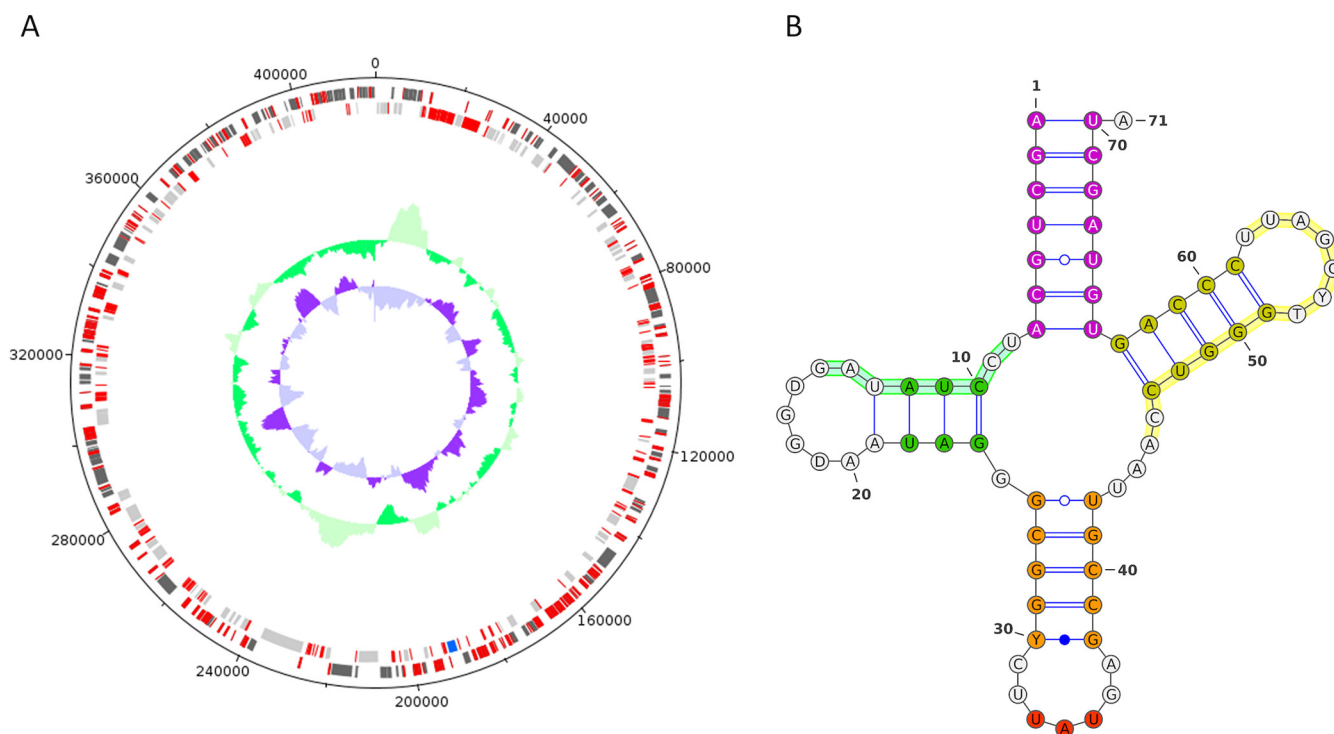 A
0
40000
80000
120000
160000
200000
240000
280000
320000
360000
400000
B
1
A U A 71
70
G C
C G
U A
G U
C G
A U
U
C
10
C
U
A
U
A
G
D
G
G
D
20
A
A
U
A
G
G
G U
C G
G C 40
G C
30 Y G
C A
U G
U A U
U
A
A
C
C
U
G
G 50
G
T
Y
C
G
A
U
U
C
C 60
C
A
G